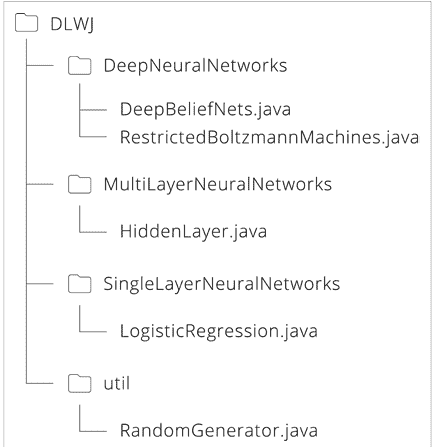 DLWJ
DeepNeuralNetworks
DeepBeliefNets.java
RestrictedBoltzmannMachines.java
MultiLayerNeuralNetworks
HiddenLayer.java
SingleLayerNeuralNetworks
LogisticRegression.java
util
RandomGenerator.java